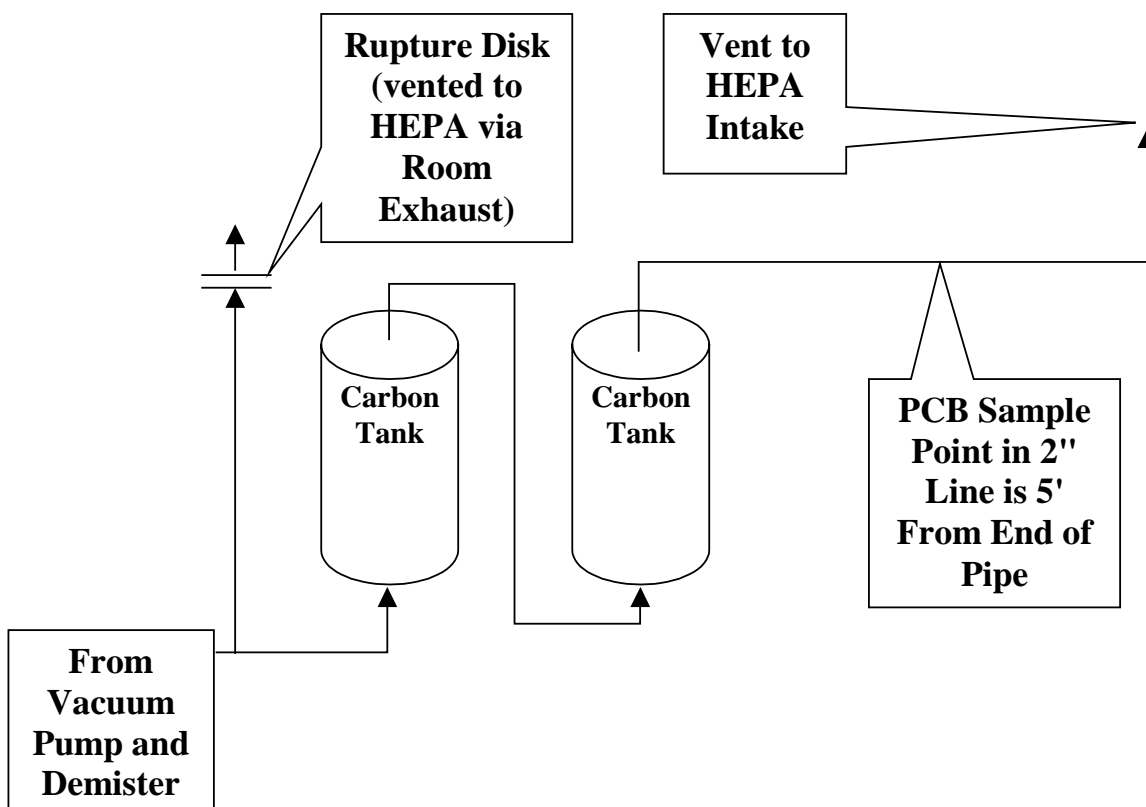 Rupture Disk
(vented to
HEPA via
Room
Exhaust)
Vent to
HEPA
Intake
Carbon
Tank
Carbon
Tank
PCB Sample
Point in 2"
Line is 5'
From End of
Pipe
From
Vacuum
Pump and
Demister